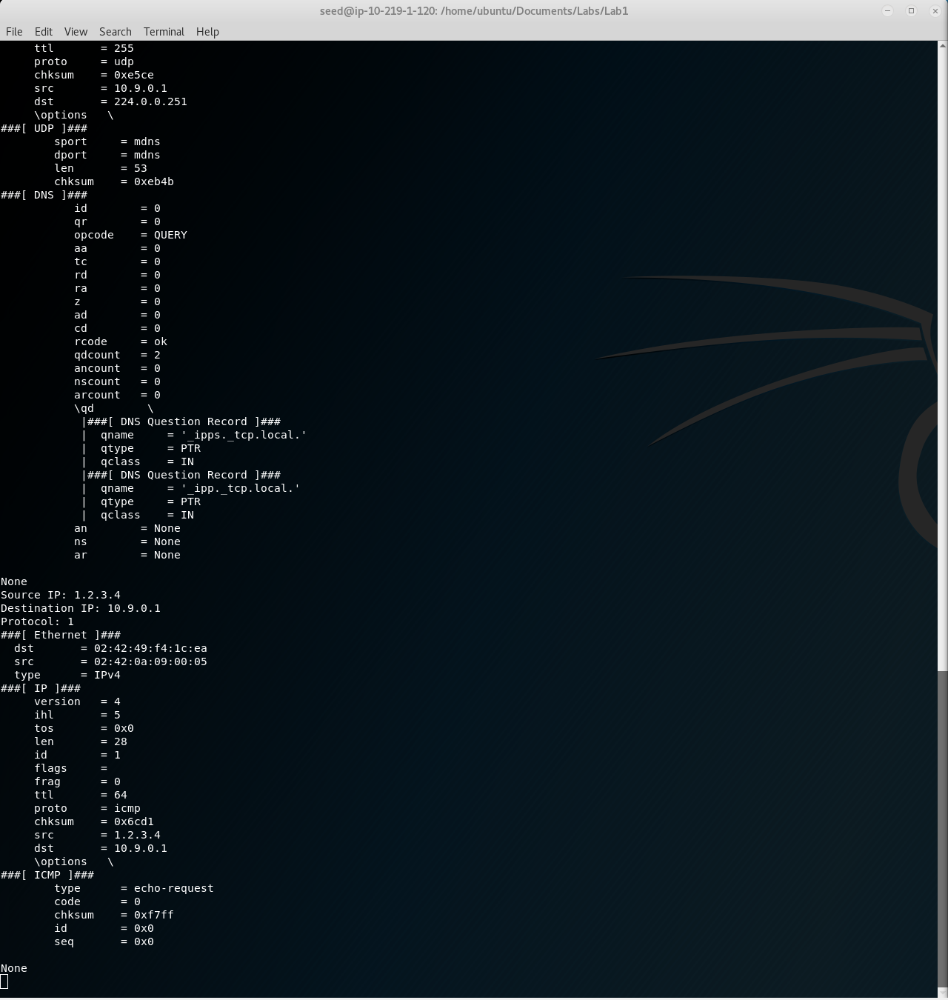 seed@ip-10-219-1-120: /home/ubuntu/Documents/Labs/Lab1
File Edit View Search Terminal Help
     ttl       = 255
     proto     = udp
     chksum    = 0xe5ce
     src       = 10.9.0.1
     dst       = 224.0.0.251
     \options   \
###[ UDP ]###
        sport     = mdns
        dport     = mdns
        len       = 53
        chksum    = 0xeb4b
###[ DNS ]###
           id        = 0
           qr        = 0
           opcode    = QUERY
           aa        = 0
           tc        = 0
           rd        = 0
           ra        = 0
           z         = 0
           ad        = 0
           cd        = 0
           rcode     = ok
           qdcount   = 2
           ancount   = 0
           nscount   = 0
           arcount   = 0
           \qd        \
            |###[ DNS Question Record ]###
            |  qname     = '_ipps._tcp.local.'
            |  qtype     = PTR
            |  qclass    = IN
            |###[ DNS Question Record ]###
            |  qname     = '_ipp._tcp.local.'
            |  qtype     = PTR
            |  qclass    = IN
           an        = None
           ns        = None
           ar        = None
None
Source IP: 1.2.3.4
Destination IP: 10.9.0.1
Protocol: 1
###[ Ethernet ]###
  dst       = 02:42:49:f4:1c:ea
  src       = 02:42:0a:09:00:05
  type      = IPv4
###[ IP ]###
     version   = 4
     ihl       = 5
     tos       = 0x0
     len       = 28
     id        = 1
     flags     =
     frag      = 0
     ttl       = 64
     proto     = icmp
     chksum    = 0x6cd1
     src       = 1.2.3.4
     dst       = 10.9.0.1
     \options   \
###[ ICMP ]###
        type      = echo-request
        code      = 0
        chksum    = 0xf7ff
        id        = 0x0
        seq       = 0x0
None